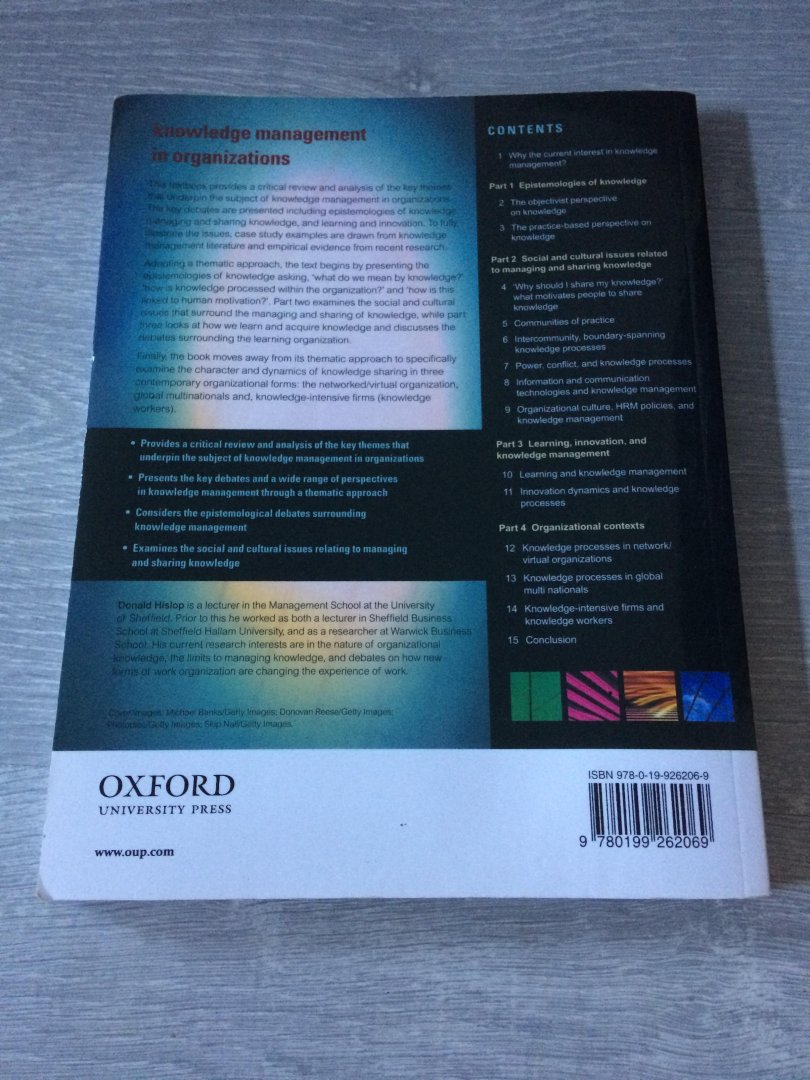 knowledge management
in organizations
This textbook provides a critical review and analysis of the key themes
that underpin the subject of knowledge management in organizations.
The key debates are presented including epistemologies of knowledge,
managing and sharing knowledge, and learning and innovation. To fully
illustrate the issues, case study examples are drawn from knowledge
management literature and empirical evidence from recent research.
Adopting a thematic approach, the text begins by presenting the
epistemologies of knowledge asking, 'what do we mean by knowledge?'
'how is knowledge processed within the organization?' and 'how is this
linked to human motivation?'. Part two examines the social and cultural
issues that surround the managing and sharing of knowledge, while part
three looks at how we learn and acquire knowledge and discusses the
debates surrounding the learning organization.
Finally, the book moves away from its thematic approach to specifically
examine the character and dynamics of knowledge sharing in three
contemporary organizational forms: the networked/virtual organization,
global multinationals and, knowledge-intensive firms (knowledge
workers).
• Provides a critical review and analysis of the key themes that
underpin the subject of knowledge management in organizations
• Presents the key debates and a wide range of perspectives
in knowledge management through a thematic approach
• Considers the epistemological debates surrounding
knowledge management
• Examines the social and cultural issues relating to managing
and sharing knowledge
Donald Hislop is a lecturer in the Management School at the University
of Sheffield. Prior to this he worked as both a lecturer in Sheffield Business
School at Sheffield Hallam University, and as a researcher at Warwick Business
School. His current research interests are in the nature of organizational
knowledge, the limits to managing knowledge, and debates on how new
forms of work organization are changing the experience of work.
Cover images: Michael Banks/Getty Images; Donovan Reese/Getty Images;
Photodisc/Getty Images; Skip Nall/Getty Images.
CONTENTS
1 Why the current interest in knowledge
management?
Part 1 Epistemologies of knowledge
2 The objectivist perspective
on knowledge
3 The practice-based perspective on
knowledge
Part 2 Social and cultural issues related
to managing and sharing knowledge
4 'Why should I share my knowledge?'
what motivates people to share
knowledge
5 Communities of practice
6 Intercommunity, boundary-spanning
knowledge processes
7 Power, conflict, and knowledge processes
8 Information and communication
technologies and knowledge management
9 Organizational culture, HRM policies, and
knowledge management
Part 3 Learning, innovation, and
knowledge management
10 Learning and knowledge management
11 Innovation dynamics and knowledge
processes
Part 4 Organizational contexts
12 Knowledge processes in network/
virtual organizations
13 Knowledge processes in global
multi nationals
14 Knowledge-intensive firms and
knowledge workers
15 Conclusion
OXFORD
UNIVERSITY PRESS
www.oup.com
ISBN 978-0-19-926206-9
9 780199 262069